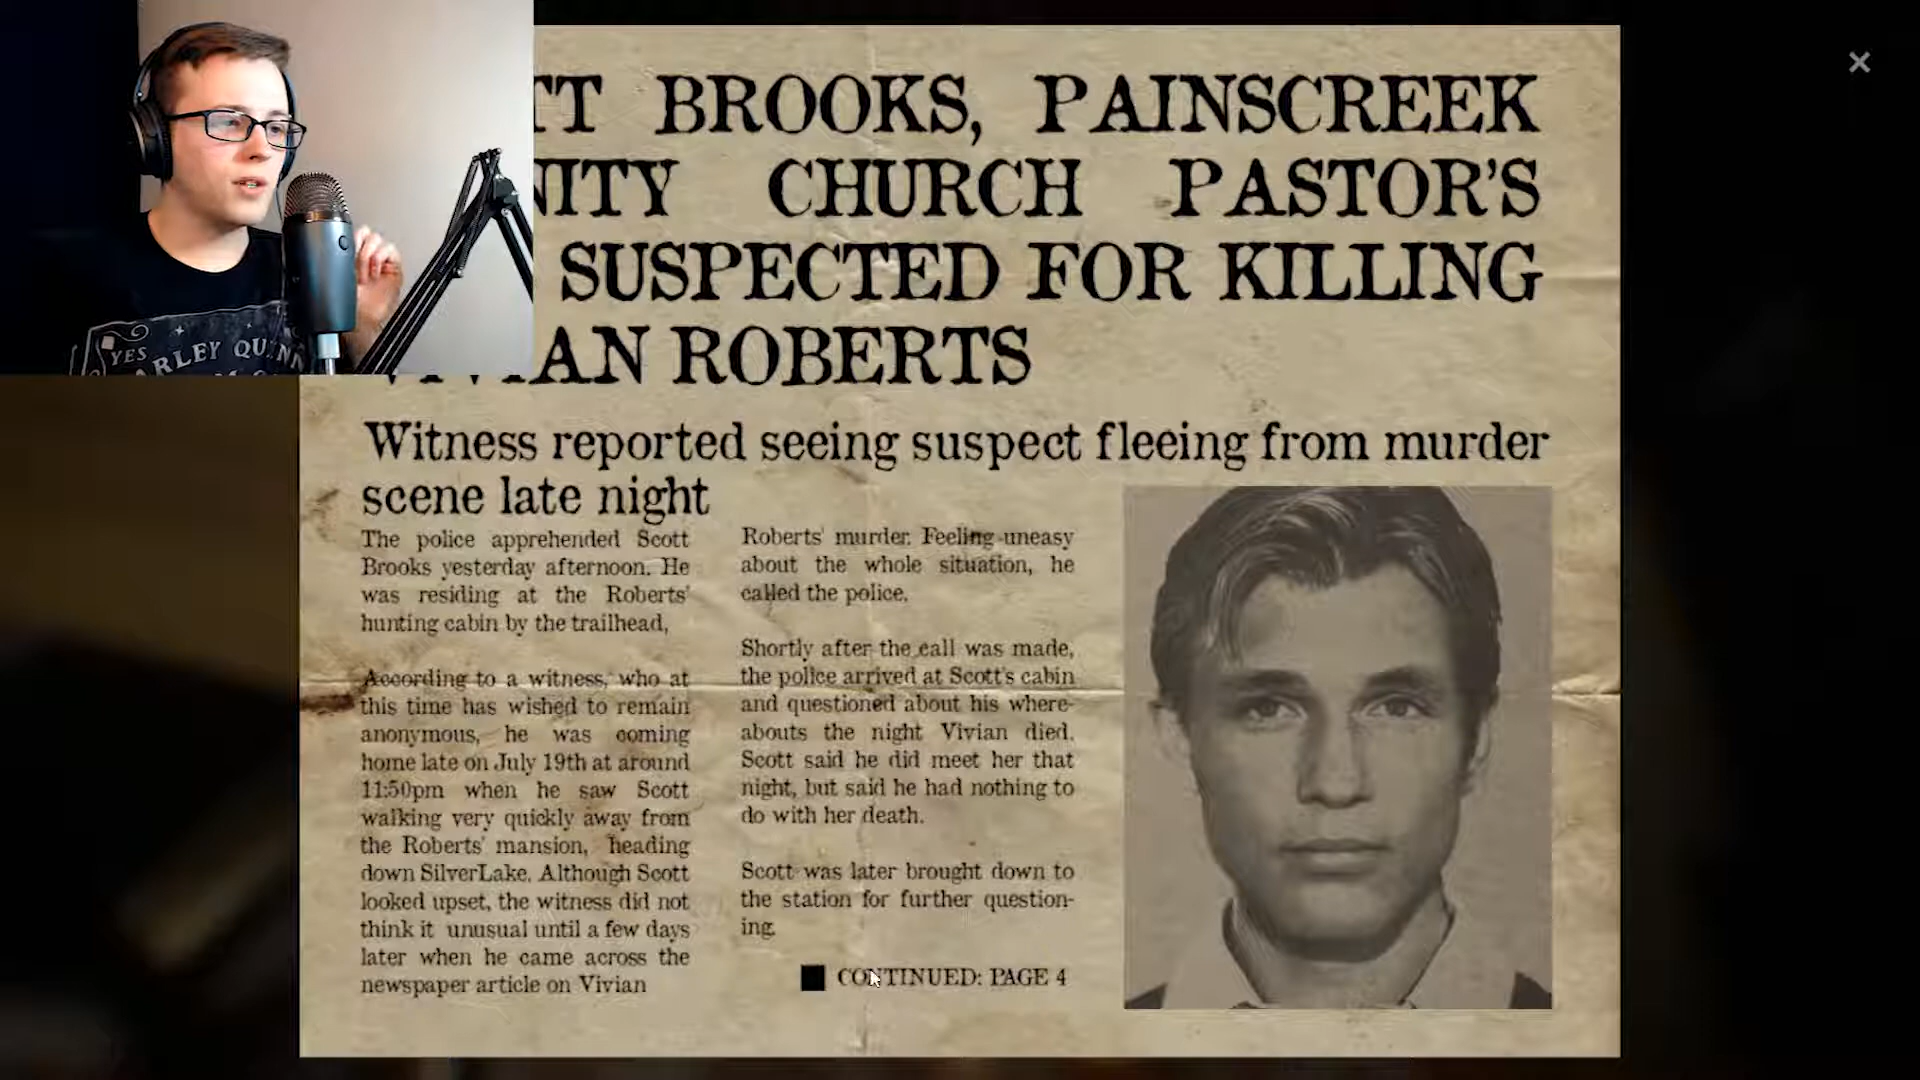 BROOKS, PAINSCREEK
CHURCH PASTOR'S
SUSPECTED FOR KILLING
ROBERTS
Witness reported seeing suspect fleeing from murder
scene late night
The police apprehended Scott
Brooks yesterday afternoon. He
was residing at the Roberts'
hunting cabin by the trailhead,
According to a witness, who at
this time has wished to remain
anonymous, he was coming
home late on July 19th at around
11:50pm when he saw Scott
walking very quickly away from
the Roberts' mansion, heading
down SilverLake. Although Scott
looked upset, the witness did not
think it unusual until a few days
later when he came across the
newspaper article on Vivian
Roberts' murder. Feeling uneasy
about the whole situation, he
called the police.
Shortly after the call was made,
the police arrived at Scott's cabin
and questioned about his where-
abouts the night Vivian died.
Scott said he did meet her that
night, but said he had nothing to
do with her death.
Scott was later brought down to
the station for further question-
ing.
CONTINUED: PAGE 4
YES